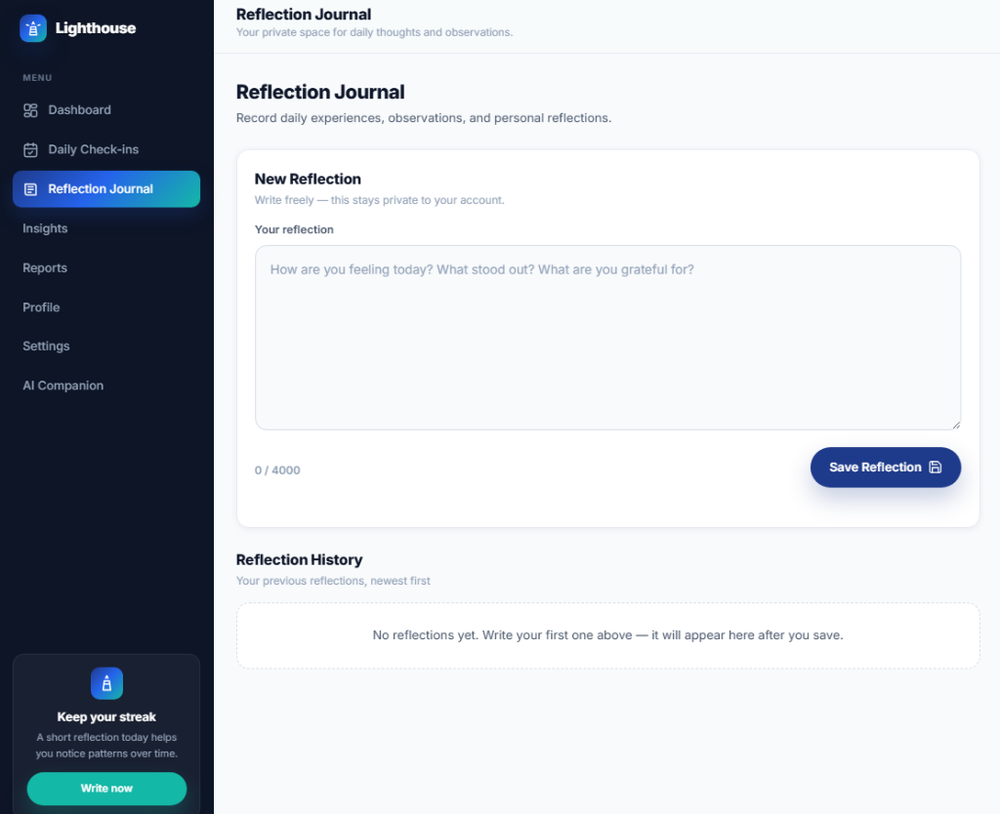 Lighthouse
MENU
Dashboard
Daily Check-ins
Reflection Journal
Insights
Reports
Profile
Settings
AI Companion
Keep your streak
A short reflection today helps
you notice patterns over time.
Write now
Reflection Journal
Your private space for daily thoughts and observations.
Reflection Journal
Record daily experiences, observations, and personal reflections.
New Reflection
Write freely — this stays private to your account.
Your reflection
How are you feeling today? What stood out? What are you grateful for?
0 / 4000
Save Reflection
Reflection History
Your previous reflections, newest first
No reflections yet. Write your first one above — it will appear here after you save.